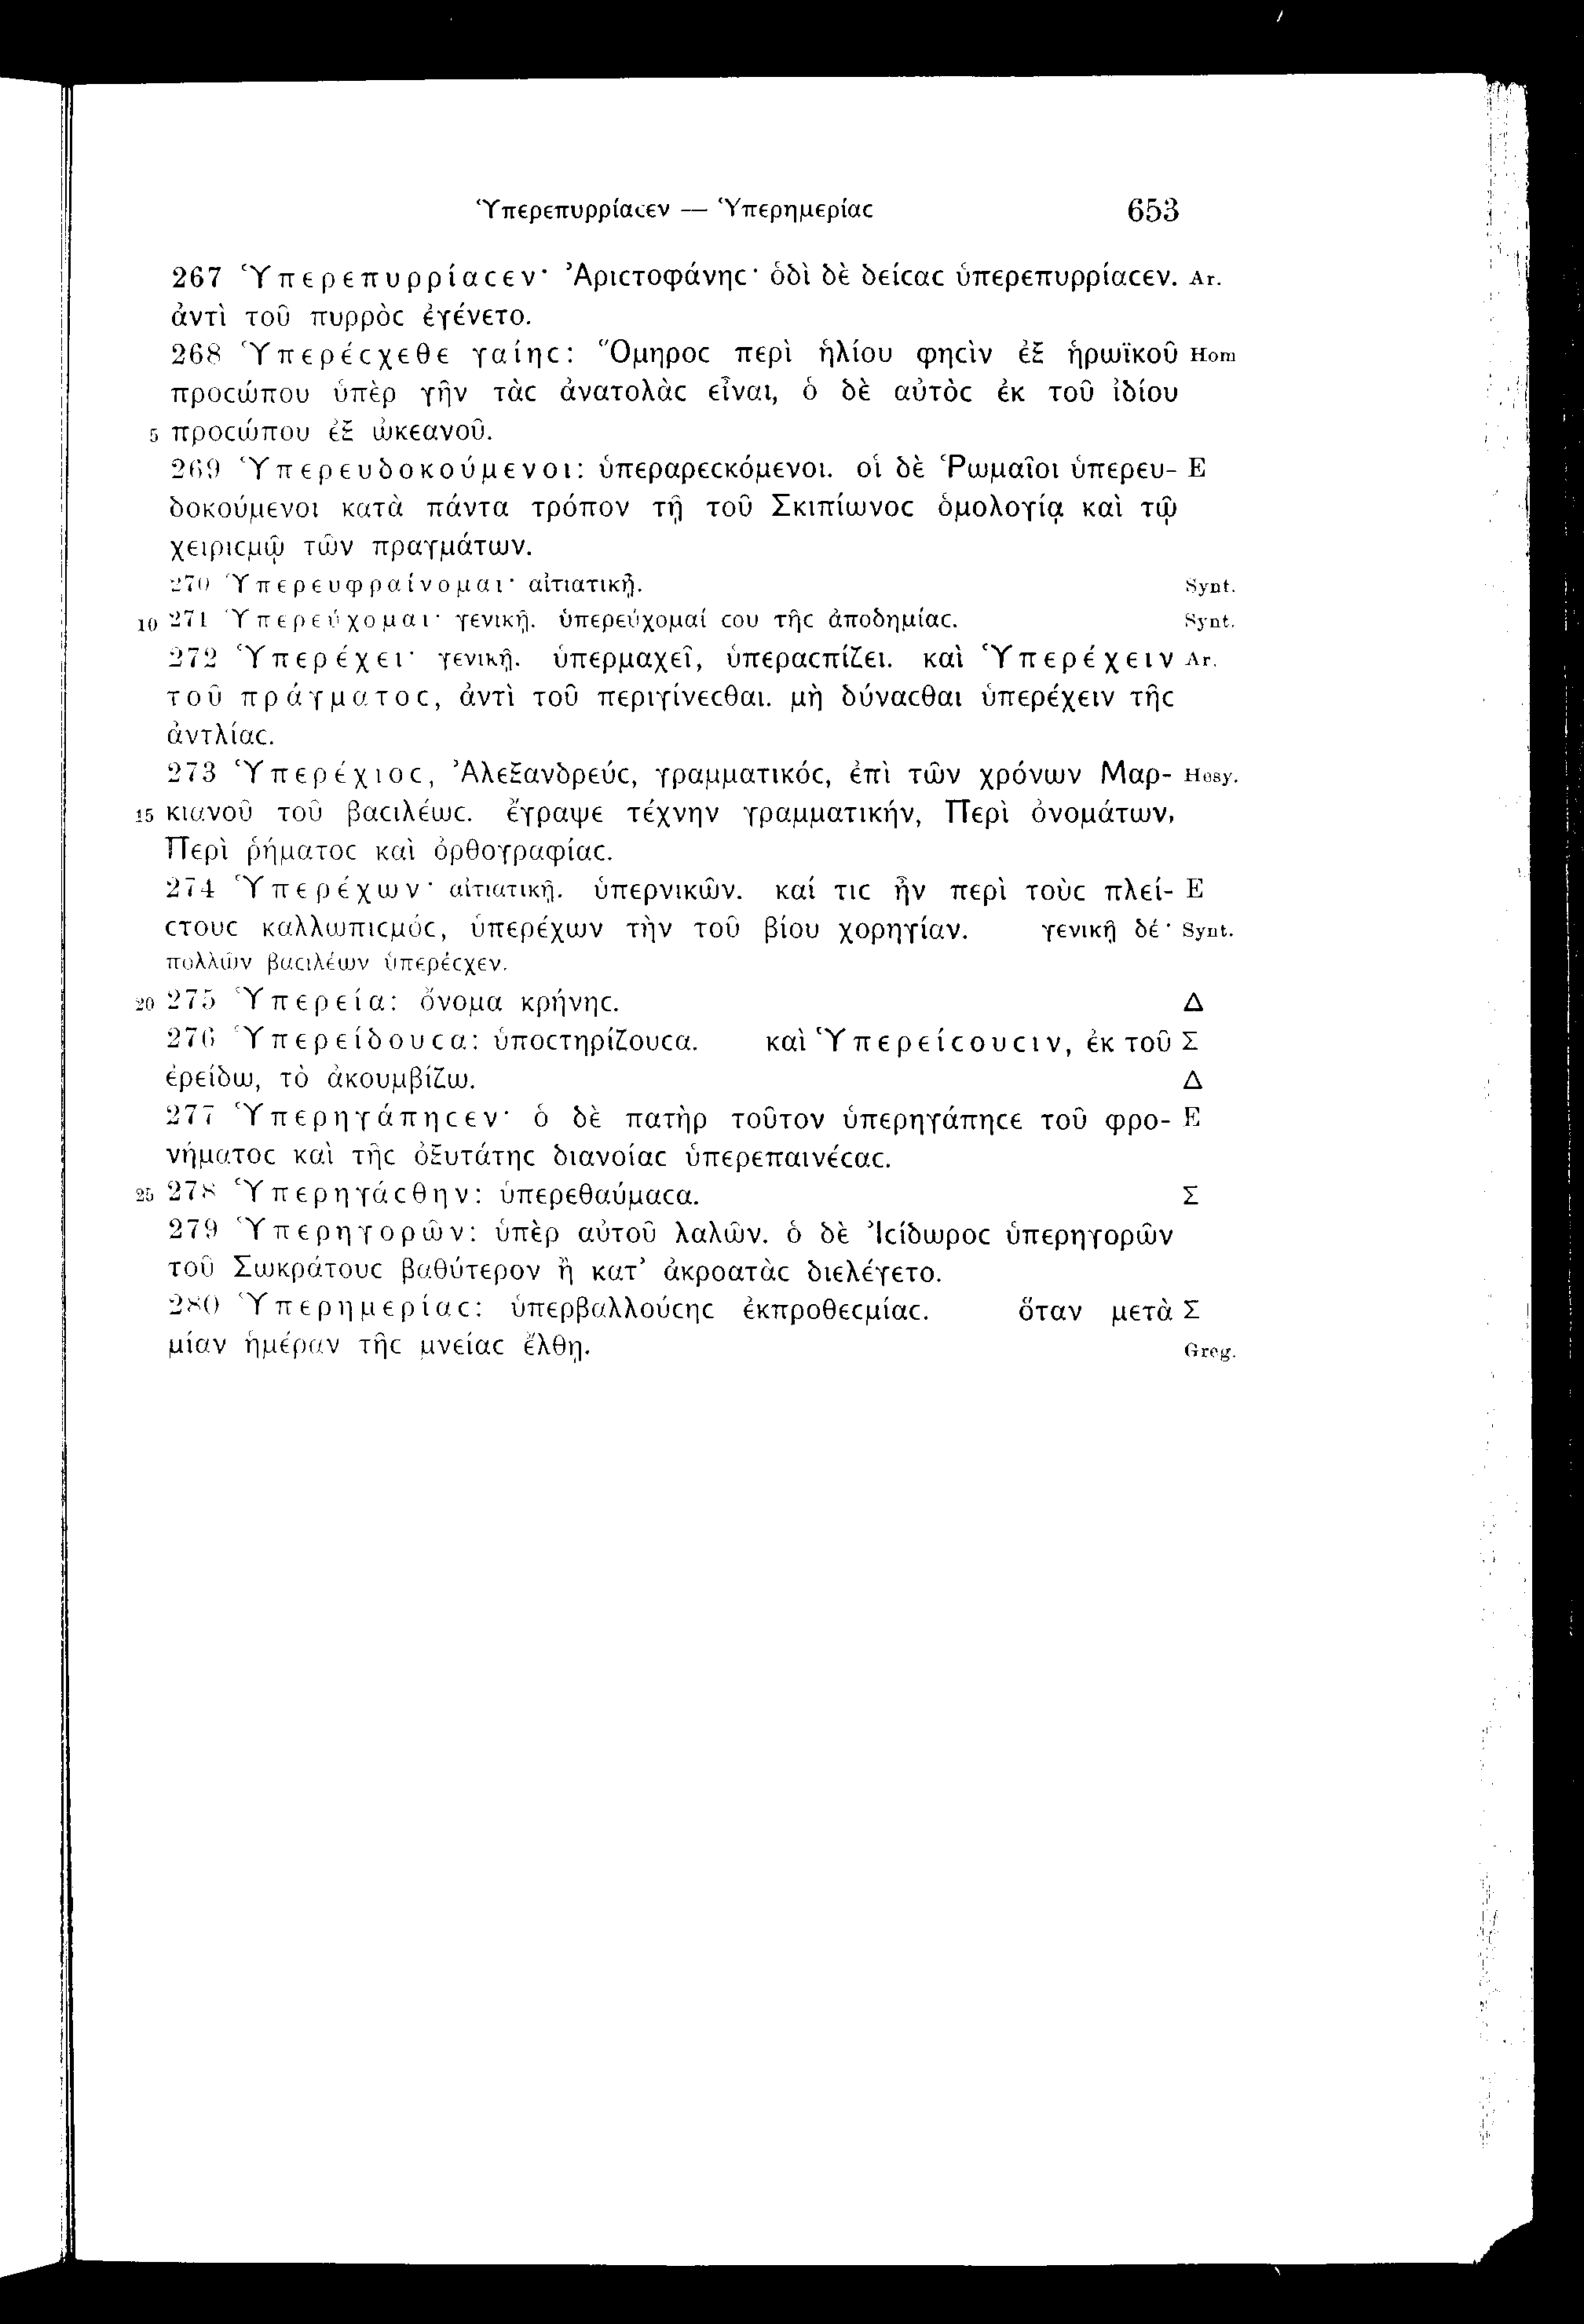 Ὑπερεπυρρίαϲεν — Ὑπερημερίαϲ 653
267 Ὑπερεπυρρίαϲεν· Ἀριϲτοφάνηϲ· ὁδὶ δὲ δείϲαϲ ὑπερεπυρρίαϲεν. Ar.
ἀντὶ τοῦ πυρρὸϲ ἐγένετο.
268 Ὑπερέϲχεθε γαίηϲ: Ὅμηροϲ περὶ ἡλίου φηϲὶν ἐξ ἡρωϊκοῦ Hom
προϲώπου ὑπὲρ γῆν τὰϲ ἀνατολὰϲ εἶναι, ὁ δὲ αὐτὸϲ ἐκ τοῦ ἰδίου
5 προϲώπου ἐξ ὠκεανοῦ.
269 Ὑπερευδοκούμενοι: ὑπεραρεϲκόμενοι. οἱ δὲ Ῥωμαῖοι ὑπερευ- E
δοκούμενοι κατὰ πάντα τρόπον τῇ τοῦ Σκιπίωνοϲ ὁμολογίᾳ καὶ τῷ
χειριϲμῷ τῶν πραγμάτων.
270 Ὑπερευφραίνομαι· αἰτιατικῇ. Synt.
10 271 Ὑπερεύχομαι· γενικῇ. ὑπερεύχομαί ϲου τῆϲ ἀποδημίαϲ. Synt.
272 Ὑπερέχει· γενικῇ. ὑπερμαχεῖ, ὑπεραϲπίζει. καὶ Ὑπερέχειν Ar.
τοῦ πράγματοϲ, ἀντὶ τοῦ περιγίνεϲθαι. μὴ δύναϲθαι ὑπερέχειν τῆϲ
ἀντλίαϲ.
273 Ὑπερέχιοϲ, Ἀλεξανδρεύϲ, γραμματικόϲ, ἐπὶ τῶν χρόνων Μαρ- Hesy.
15 κιανοῦ τοῦ βαϲιλέωϲ. ἔγραψε τέχνην γραμματικήν, Περὶ ὀνομάτων,
Περὶ ῥήματοϲ καὶ ὀρθογραφίαϲ.
274 Ὑπερέχων· αἰτιατικῇ. ὑπερνικῶν. καί τιϲ ἦν περὶ τοὺϲ πλεί- E
ϲτουϲ καλλωπιϲμόϲ, ὑπερέχων τὴν τοῦ βίου χορηγίαν. γενικῇ δέ· Synt.
πολλῶν βαϲιλέων ὑπερέϲχεν.
20 275 Ὑπερεία: ὄνομα κρήνηϲ. Δ
276 Ὑπερείδουϲα: ὑποϲτηρίζουϲα. καὶ Ὑπερείϲουϲιν, ἐκ τοῦ Σ
ἐρείδω, τὸ ἀκουμβίζω. Δ
277 Ὑπερηγάπηϲεν· ὁ δὲ πατὴρ τοῦτον ὑπερηγάπηϲε τοῦ φρο- E
νήματοϲ καὶ τῆϲ ὀξυτάτηϲ διανοίαϲ ὑπερεπαινέϲαϲ.
25 278 Ὑπερηγάϲθην: ὑπερεθαύμαϲα. Σ
279 Ὑπερηγορῶν: ὑπὲρ αὐτοῦ λαλῶν. ὁ δὲ Ἰϲίδωροϲ ὑπερηγορῶν
τοῦ Σωκράτουϲ βαθύτερον ἢ κατ’ ἀκροατὰϲ διελέγετο.
280 Ὑπερημερίαϲ: ὑπερβαλλούϲηϲ ἐκπροθεϲμίαϲ. ὅταν μετὰ Σ
μίαν ἡμέραν τῆϲ μνείαϲ ἔλθῃ. Greg.